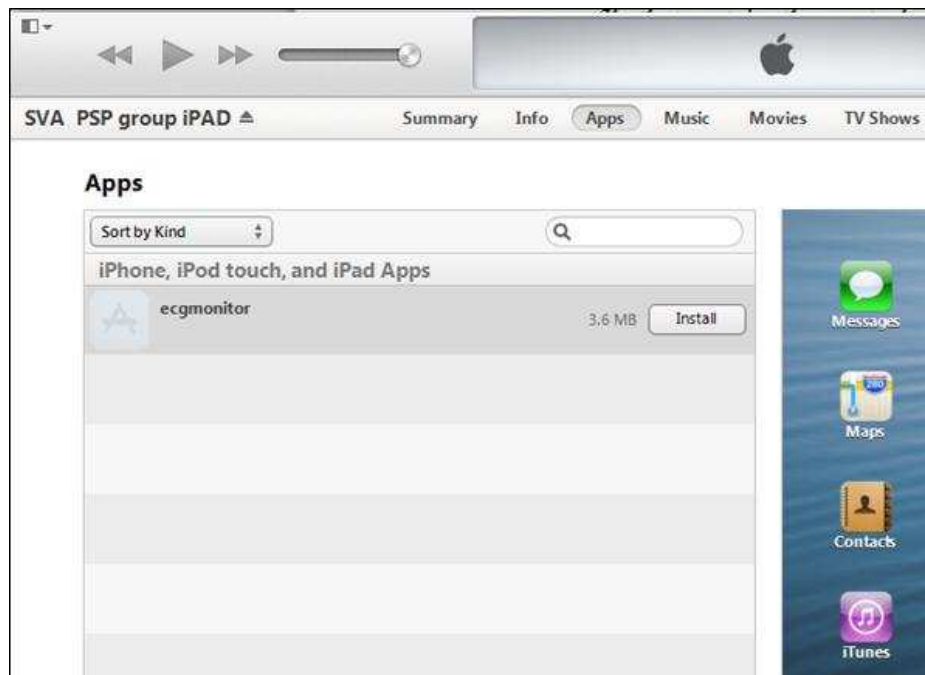 SVA PSP group iPAD
Summary Info Apps Music Movies TV Shows
Apps
Sort by Kind
iPhone, iPod touch, and iPad Apps
ecgmonitor
3.6 MB Install
Messages
280
Maps
Contacts
iTunes